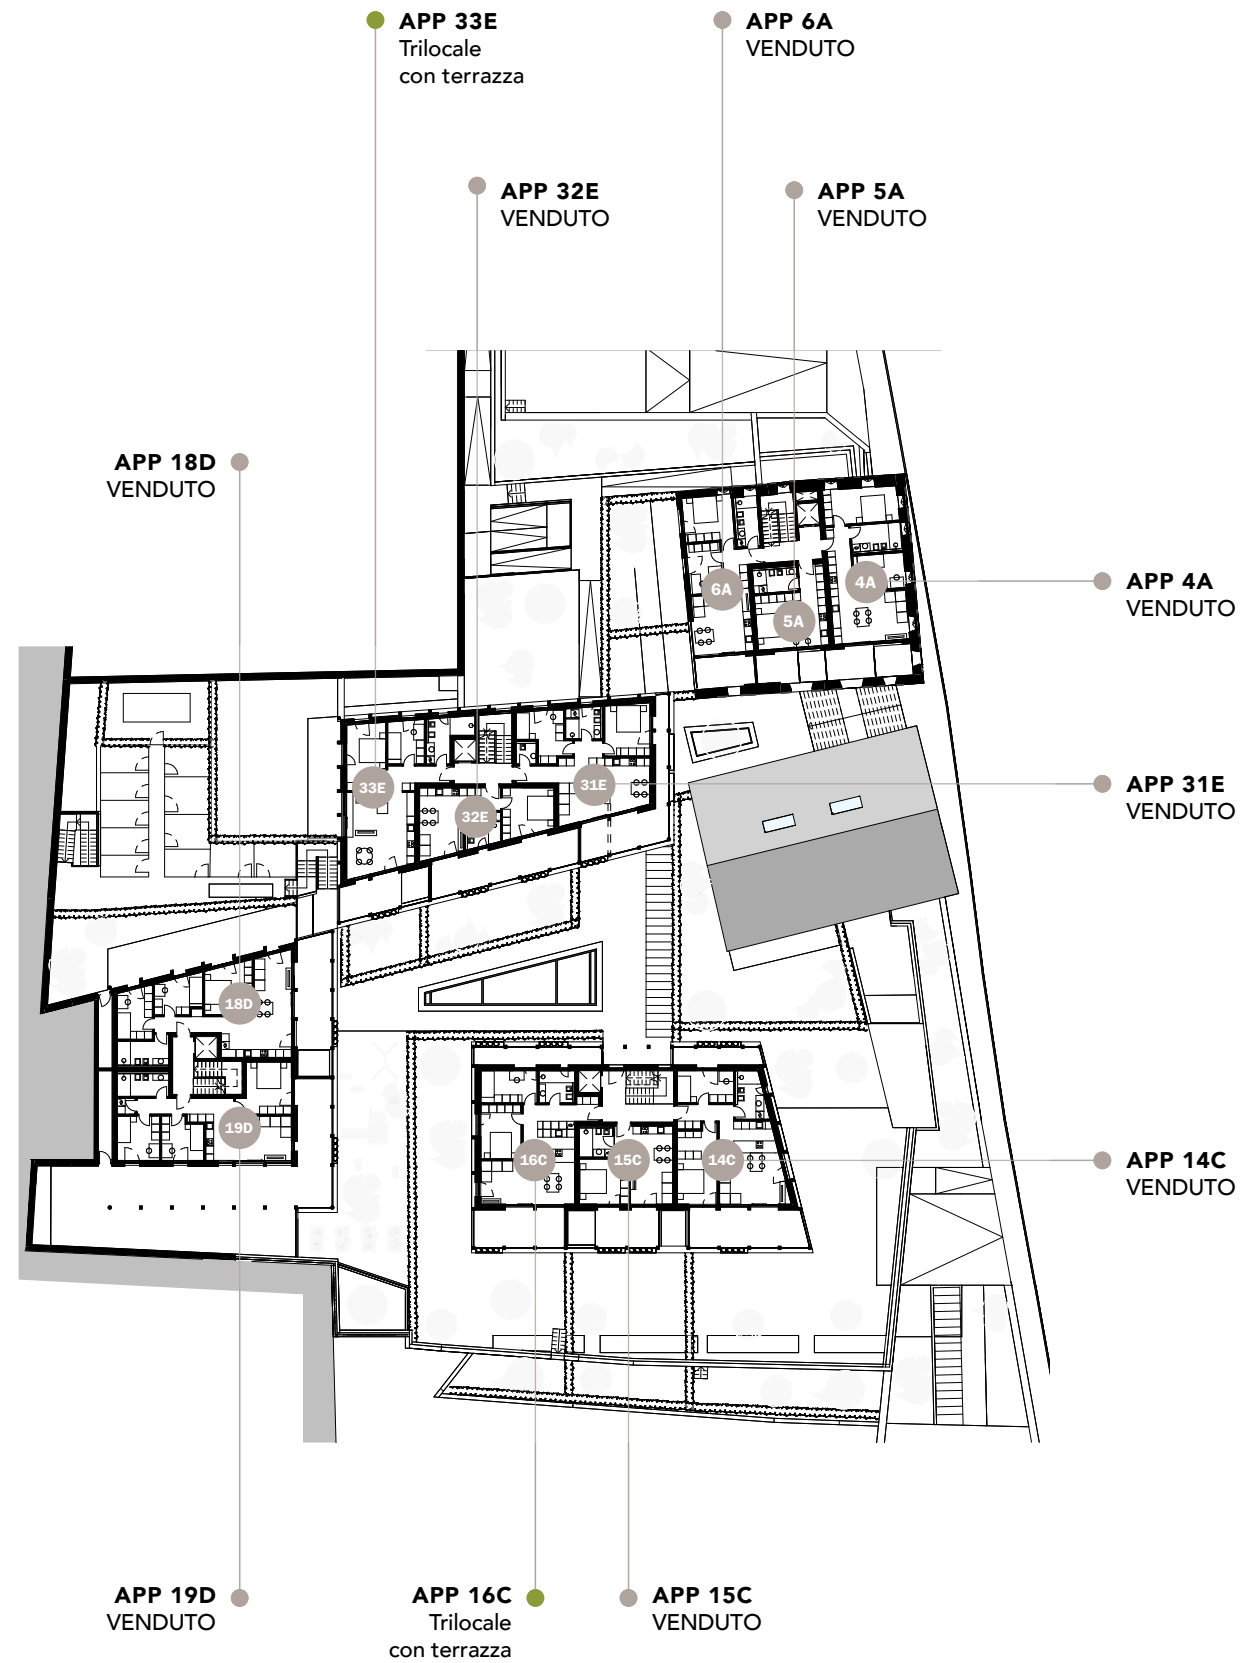 APP 33E
Trilocale
con terrazza
APP 6A
VENDUTO
APP 32E
VENDUTO
APP 5A
VENDUTO
APP 18D
VENDUTO
6A
5A
4A
APP 4A
VENDUTO
33E
32E
31E
APP 31E
VENDUTO
18D
19D
16C
15C
14C
APP 14C
VENDUTO
APP 19D
VENDUTO
APP 16C
Trilocale
con terrazza
APP 15C
VENDUTO